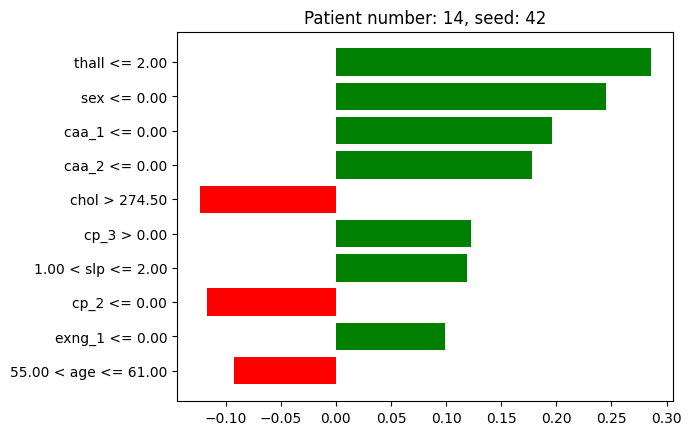 Patient number: 14, seed: 42
thall <= 2.00
sex <= 0.00
caa_1 <= 0.00
caa_2 <= 0.00
chol > 274.50
cp_3 > 0.00
1.00 < slp <= 2.00
cp_2 <= 0.00
exng_1 <= 0.00
55.00 < age <= 61.00
−0.10 −0.05 0.00 0.05 0.10 0.15 0.20 0.25 0.30